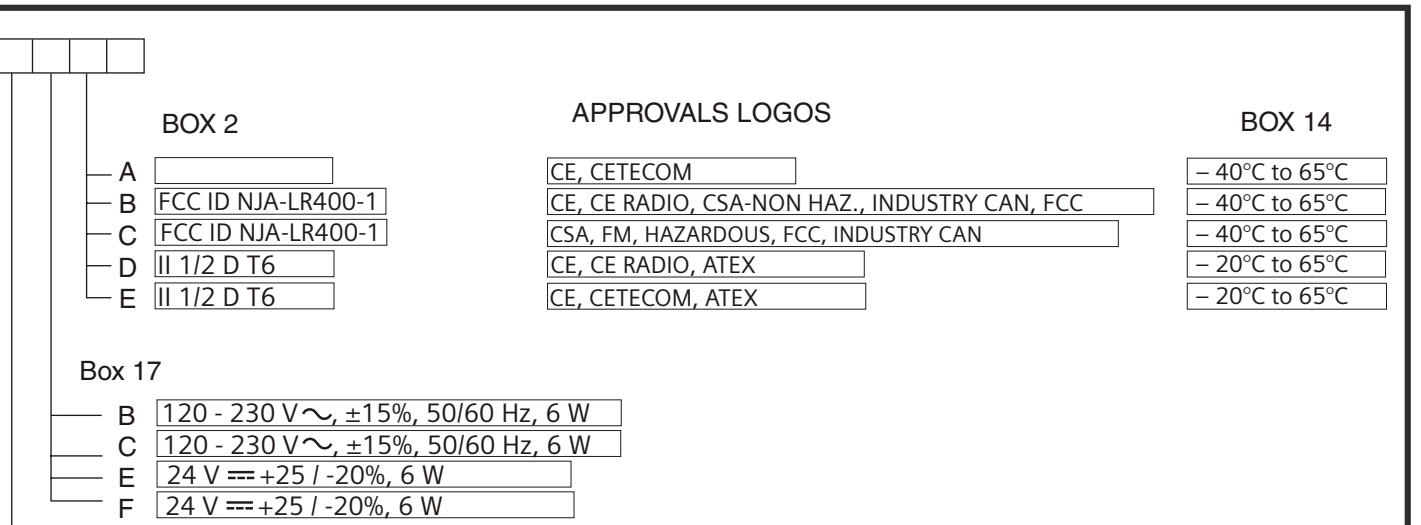 BOX 2 APPROVALS LOGOS BOX 14
A CE, CETECOM – 40°C to 65°C
B FCC ID NJA-LR400-1 CE, CE RADIO, CSA-NON HAZ., INDUSTRY CAN, FCC – 40°C to 65°C
C FCC ID NJA-LR400-1 CSA, FM, HAZARDOUS, FCC, INDUSTRY CAN – 40°C to 65°C
D II 1/2 D T6 CE, CE RADIO, ATEX – 20°C to 65°C
E II 1/2 D T6 CE, CETECOM, ATEX – 20°C to 65°C
Box 17
B 120 - 230 V ∿, ±15%, 50/60 Hz, 6 W
C 120 - 230 V ∿, ±15%, 50/60 Hz, 6 W
E 24 V ⎓ +25 / -20%, 6 W
F 24 V ⎓ +25 / -20%, 6 W